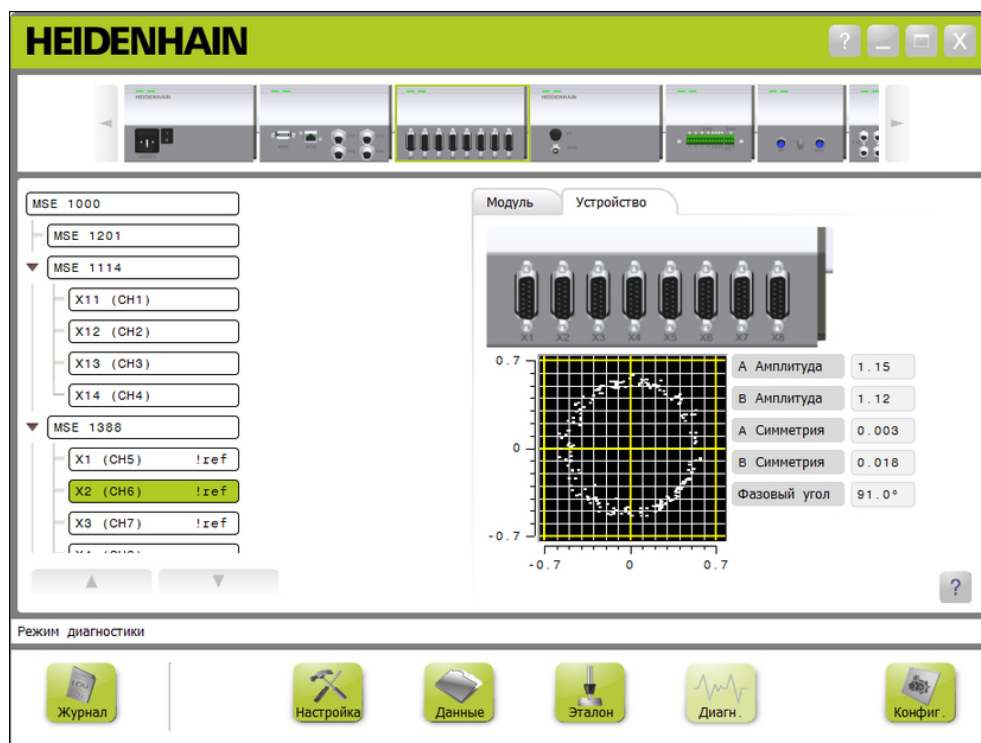 HEIDENHAIN
?
X
HEIDENHAIN
HEIDENHAIN
MSE 1000
MSE 1201
MSE 1114
X11 (CH1)
X12 (CH2)
X13 (CH3)
X14 (CH4)
MSE 1388
X1 (CH5) !ref
X2 (CH6) !ref
X3 (CH7) !ref
Модуль
Устройство
X1 X2 X3 X4 X5 X6 X7 X8
0.7
0
-0.7
-0.7 0 0.7
A Амплитуда 1.15
B Амплитуда 1.12
A Симметрия 0.003
B Симметрия 0.018
Фазовый угол 91.0°
?
Режим диагностики
LOG
Журнал
Настройка
Данные
Эталон
Диагн.
Конфиг.